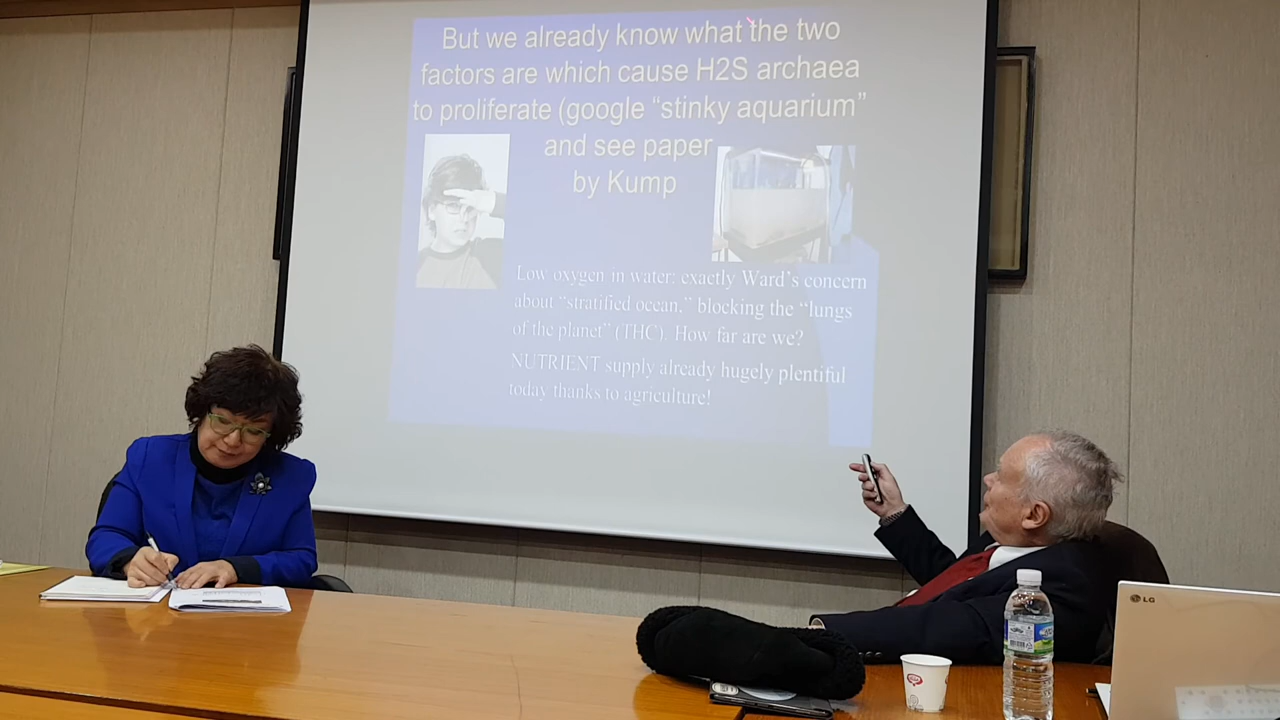 But we already know what the two
factors are which cause H2S archaea
to proliferate (google “stinky aquarium”
and see paper
by Kump
Low oxygen in water: exactly Ward’s concern
about “stratified ocean,” blocking the “lungs
of the planet” (THC). How far are we?
NUTRIENT supply already hugely plentiful
today thanks to agriculture!
LG